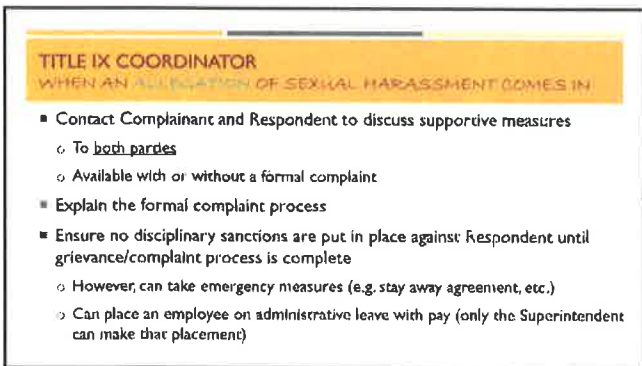 TITLE IX COORDINATOR
WHEN AN ALLEGATION OF SEXUAL HARASSMENT COMES IN
■ Contact Complainant and Respondent to discuss supportive measures
o To both parties
o Available with or without a formal complaint
■ Explain the formal complaint process
■ Ensure no disciplinary sanctions are put in place against Respondent until
grievance/complaint process is complete
o However, can take emergency measures (e.g. stay away agreement, etc.)
o Can place an employee on administrative leave with pay (only the Superintendent
can make that placement)